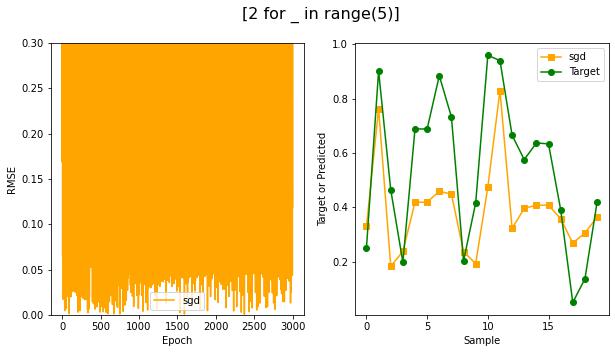 [2 for _ in range(5)]
RMSE
0.30
0.25
0.20
0.15
0.10
0.05
0.00
0 500 1000 1500 2000 2500 3000
Epoch
sgd
Target or Predicted
1.0
0.8
0.6
0.4
0.2
0 5 10 15
Sample
sgd
Target